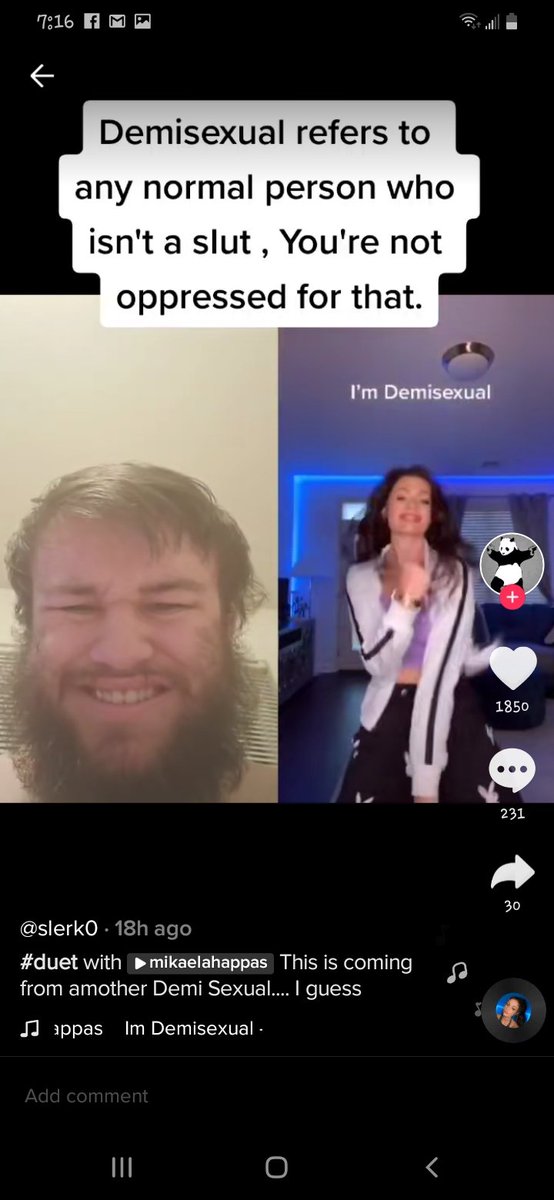 7:16
Demisexual refers to
any normal person who
isn't a slut , You're not
oppressed for that.
I'm Demisexual
1850
231
30
@slerk0 · 18h ago
#duet with mikaelahappas This is coming
from amother Demi Sexual.... I guess
appas Im Demisexual ·
Add comment